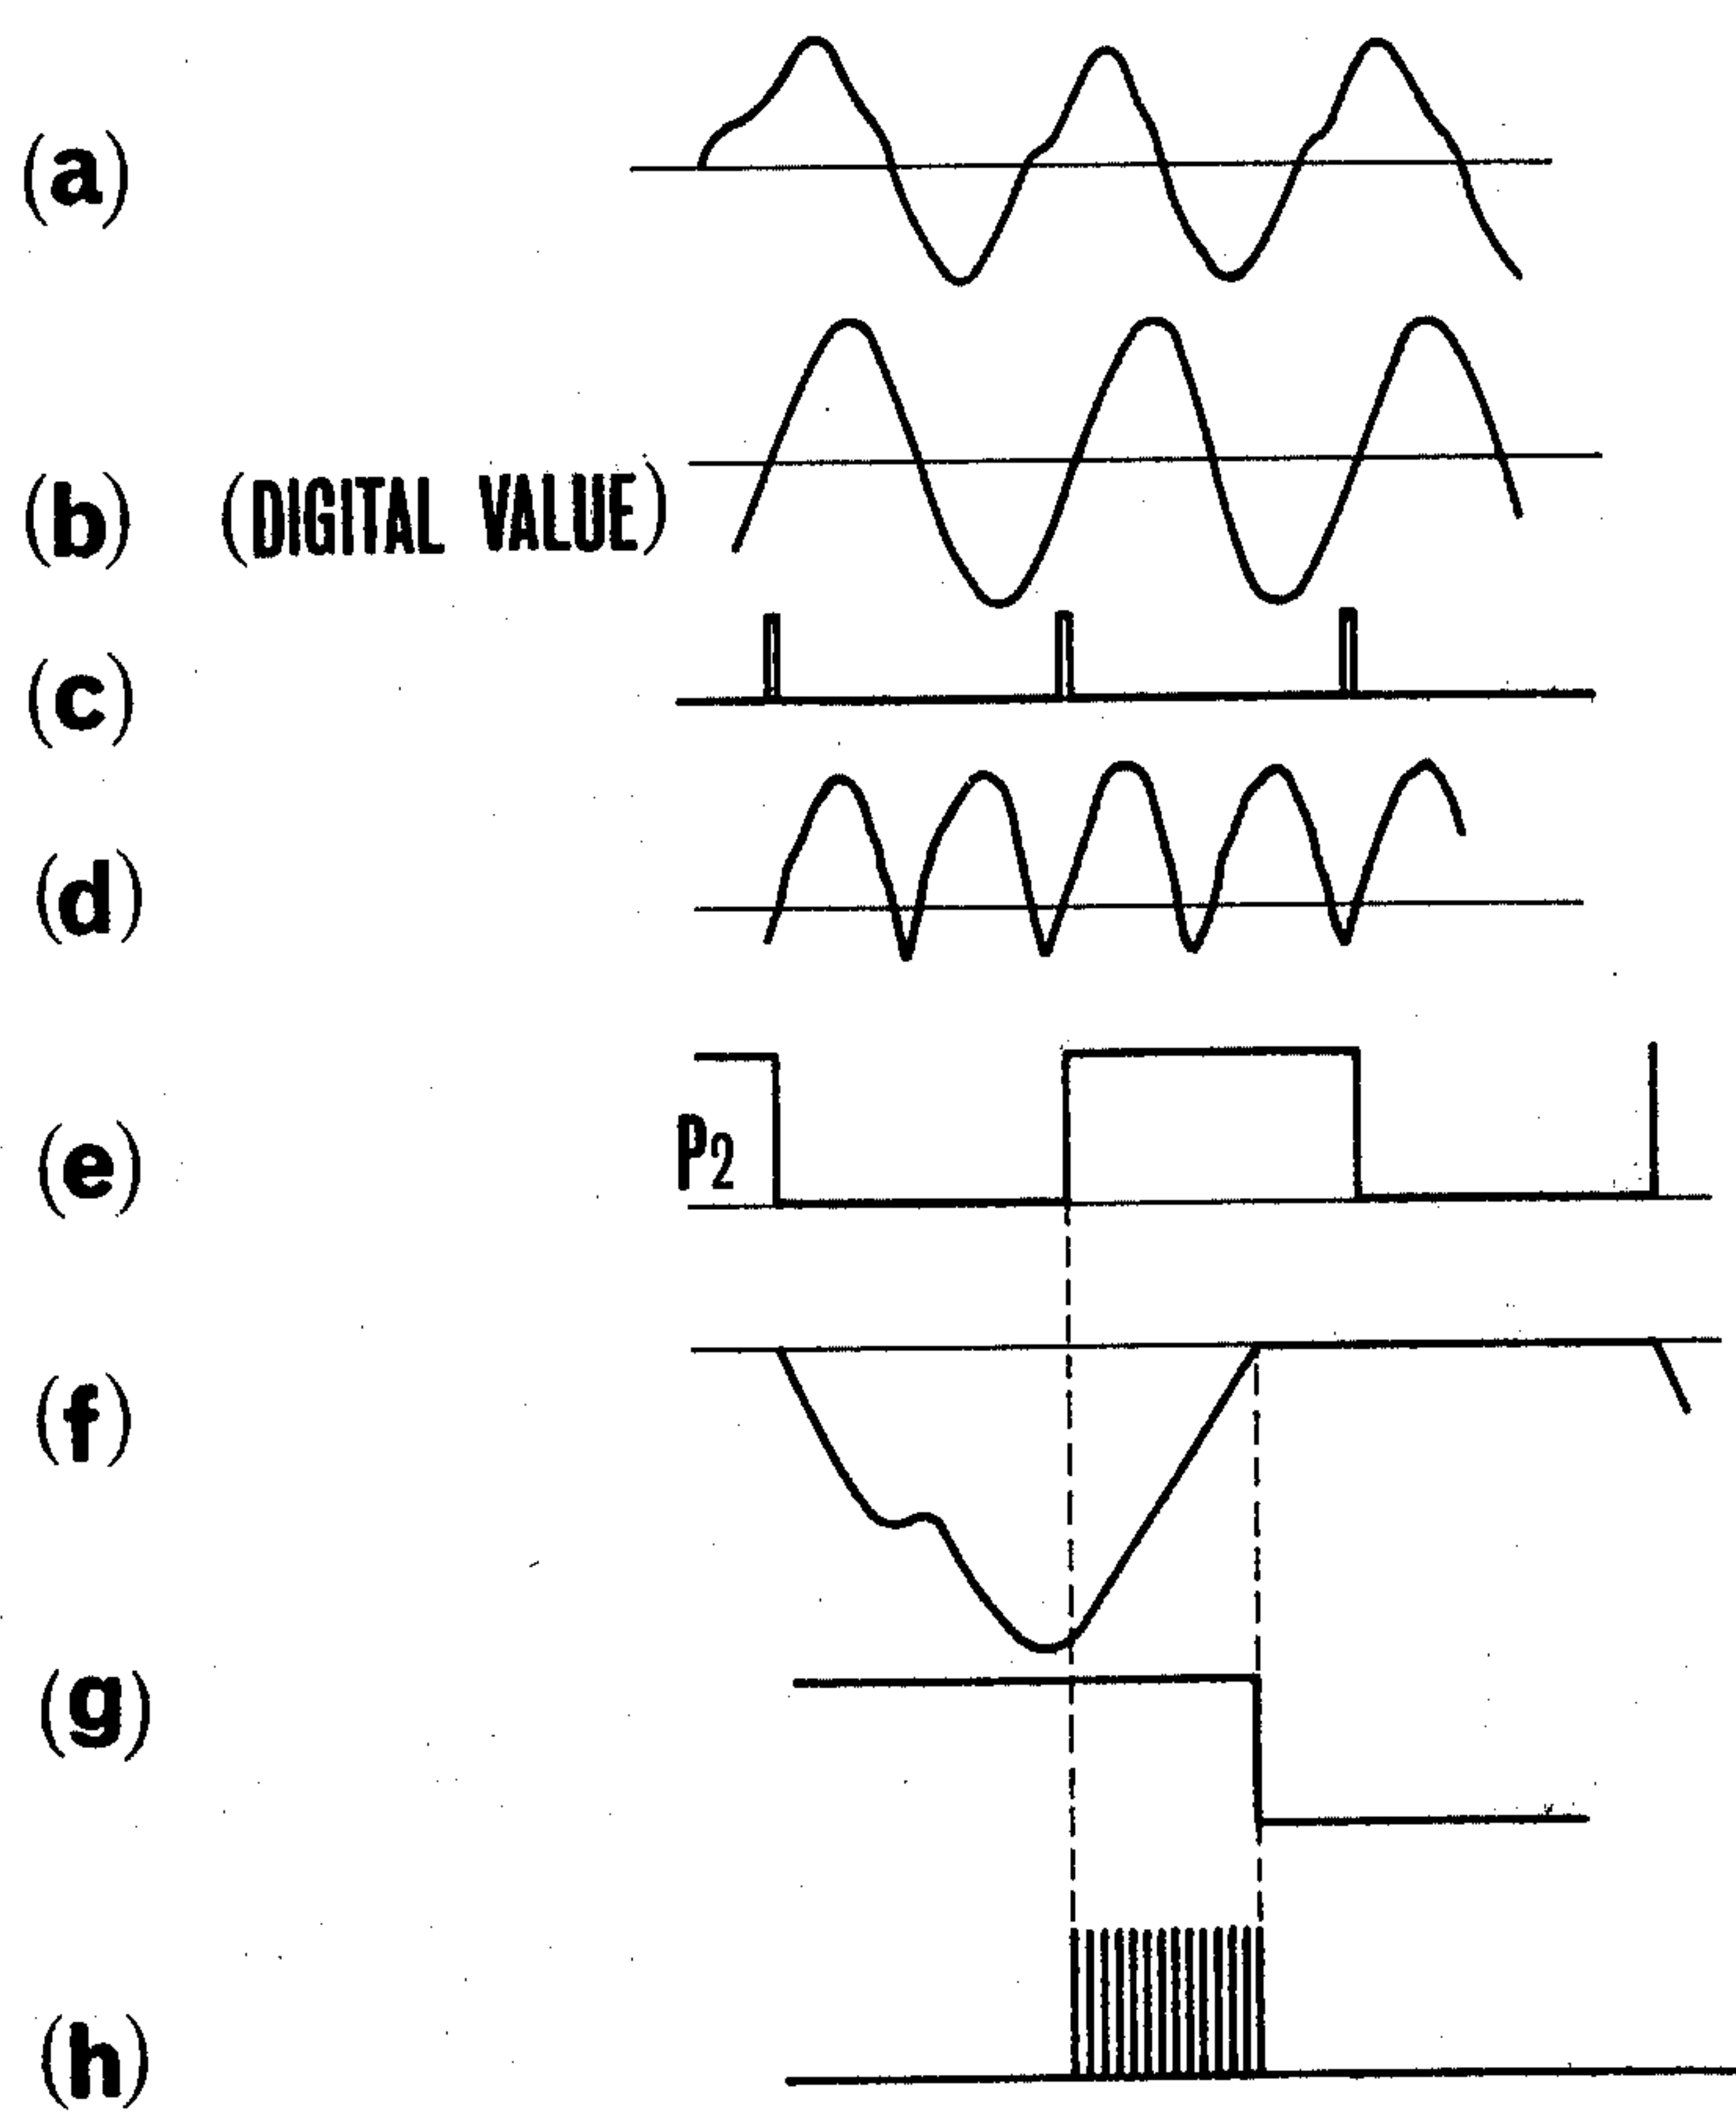 (a)
(b) (DIGITAL VALUE)
(c)
(d)
(e) P2
(f)
(g)
(h)